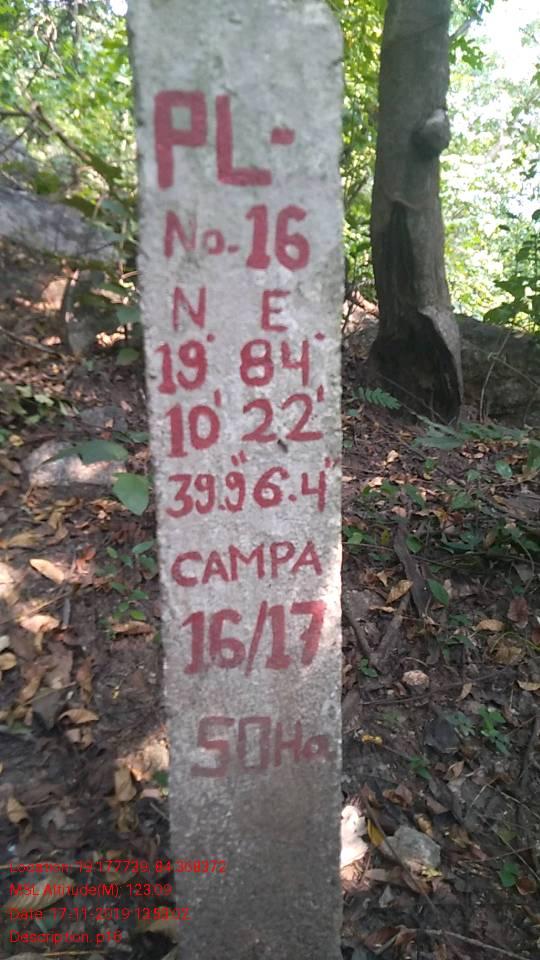 PL-
No. 16
N. E.
19° 84°
10' 22'
39.9" 6.4"
CAMPA
16/17
50Ha
Location: 19.177739, 84.368372
MSL Altitude(M): 123.09
Date: 17-11-2019 13:53:02
Description: p16